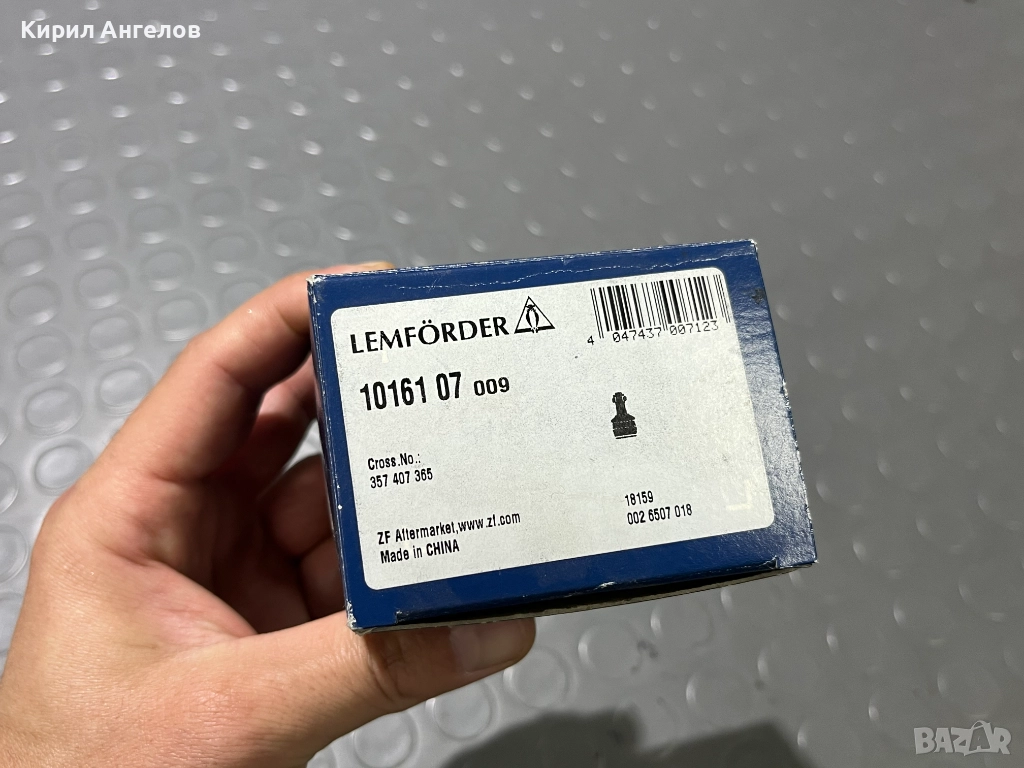 Кирил Ангелов
LEMFÖRDER
4 047437 007123
10161 07 009
Cross.No.:
357 407 365
ZF Aftermarket,www.zf.com
Made in CHINA
18159
002 6507 018
BAZAR